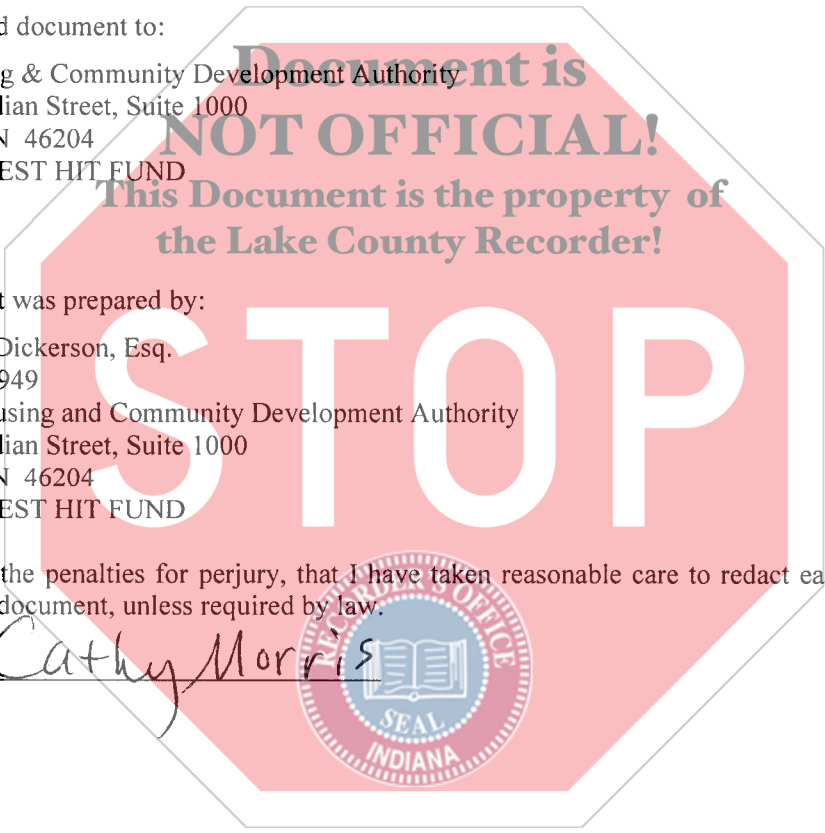 d document to:
Document is
g & Community Development Authority
dian Street, Suite 1000
NOT OFFICIAL!
N 46204
EST HIT FUND
This Document is the property of
the Lake County Recorder!
t was prepared by:
STOP
Dickerson, Esq.
949
using and Community Development Authority
dian Street, Suite 1000
N 46204
EST HIT FUND
the penalties for perjury, that I have taken reasonable care to redact ea
document, unless required by law.
Cathy Morris
RECORDER'S OFFICE
SEAL
INDIANA